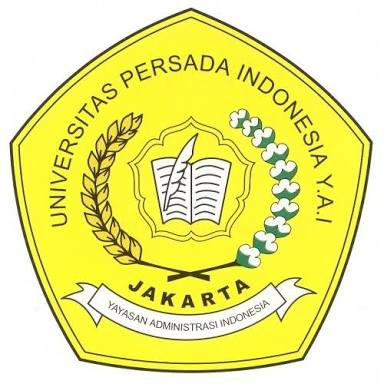 UNIVERSITAS PERSADA INDONESIA Y.A.I
JAKARTA
YAYASAN ADMINISTRASI INDONESIA